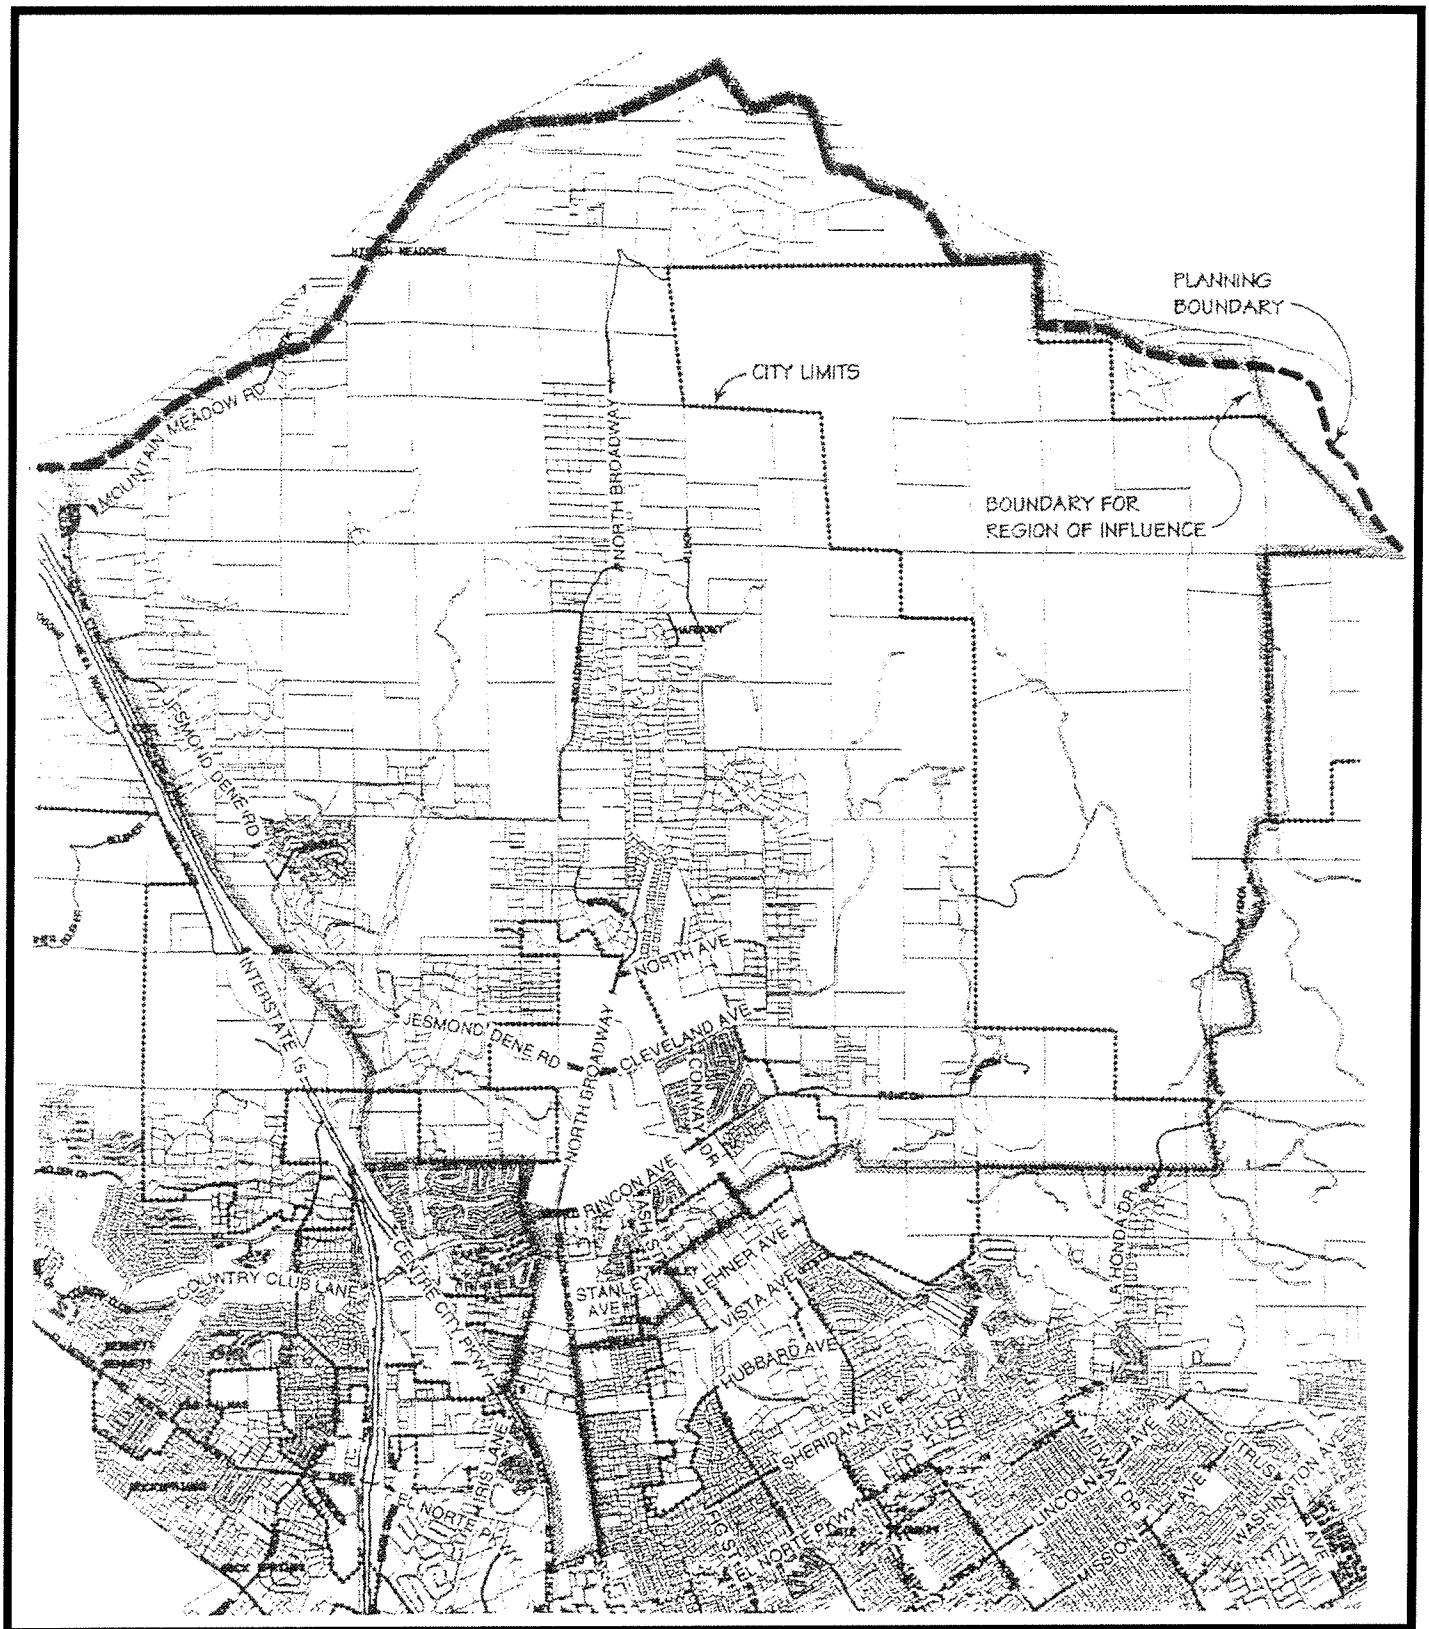 PLANNING
BOUNDARY
CITY LIMITS
MOUNTAIN MEADOW RD
NORTH BROADWAY
BOUNDARY FOR
REGION OF INFLUENCE
JESMOND DENE RD
NORTH AVE
INTERSTATE 15
JESMOND DENE RD
CLEVELAND AVE
NORTH BROADWAY
CONWAY DR
RINCON AVE
ASH ST
LA HONDA DR
COUNTRY CLUB LANE
CENTRE CITY PKWY
STANLEY
AVE
LEHNER AVE
VISTA AVE
HUBBARD AVE
SHERIDAN AVE
IRIS LANE
EL NORTE PKWY
FIG ST
EL NORTE PKWY
LINCOLN AVE
MIDWAY DR
MISSION AVE
CITRUS AVE
WASHINGTON AVE